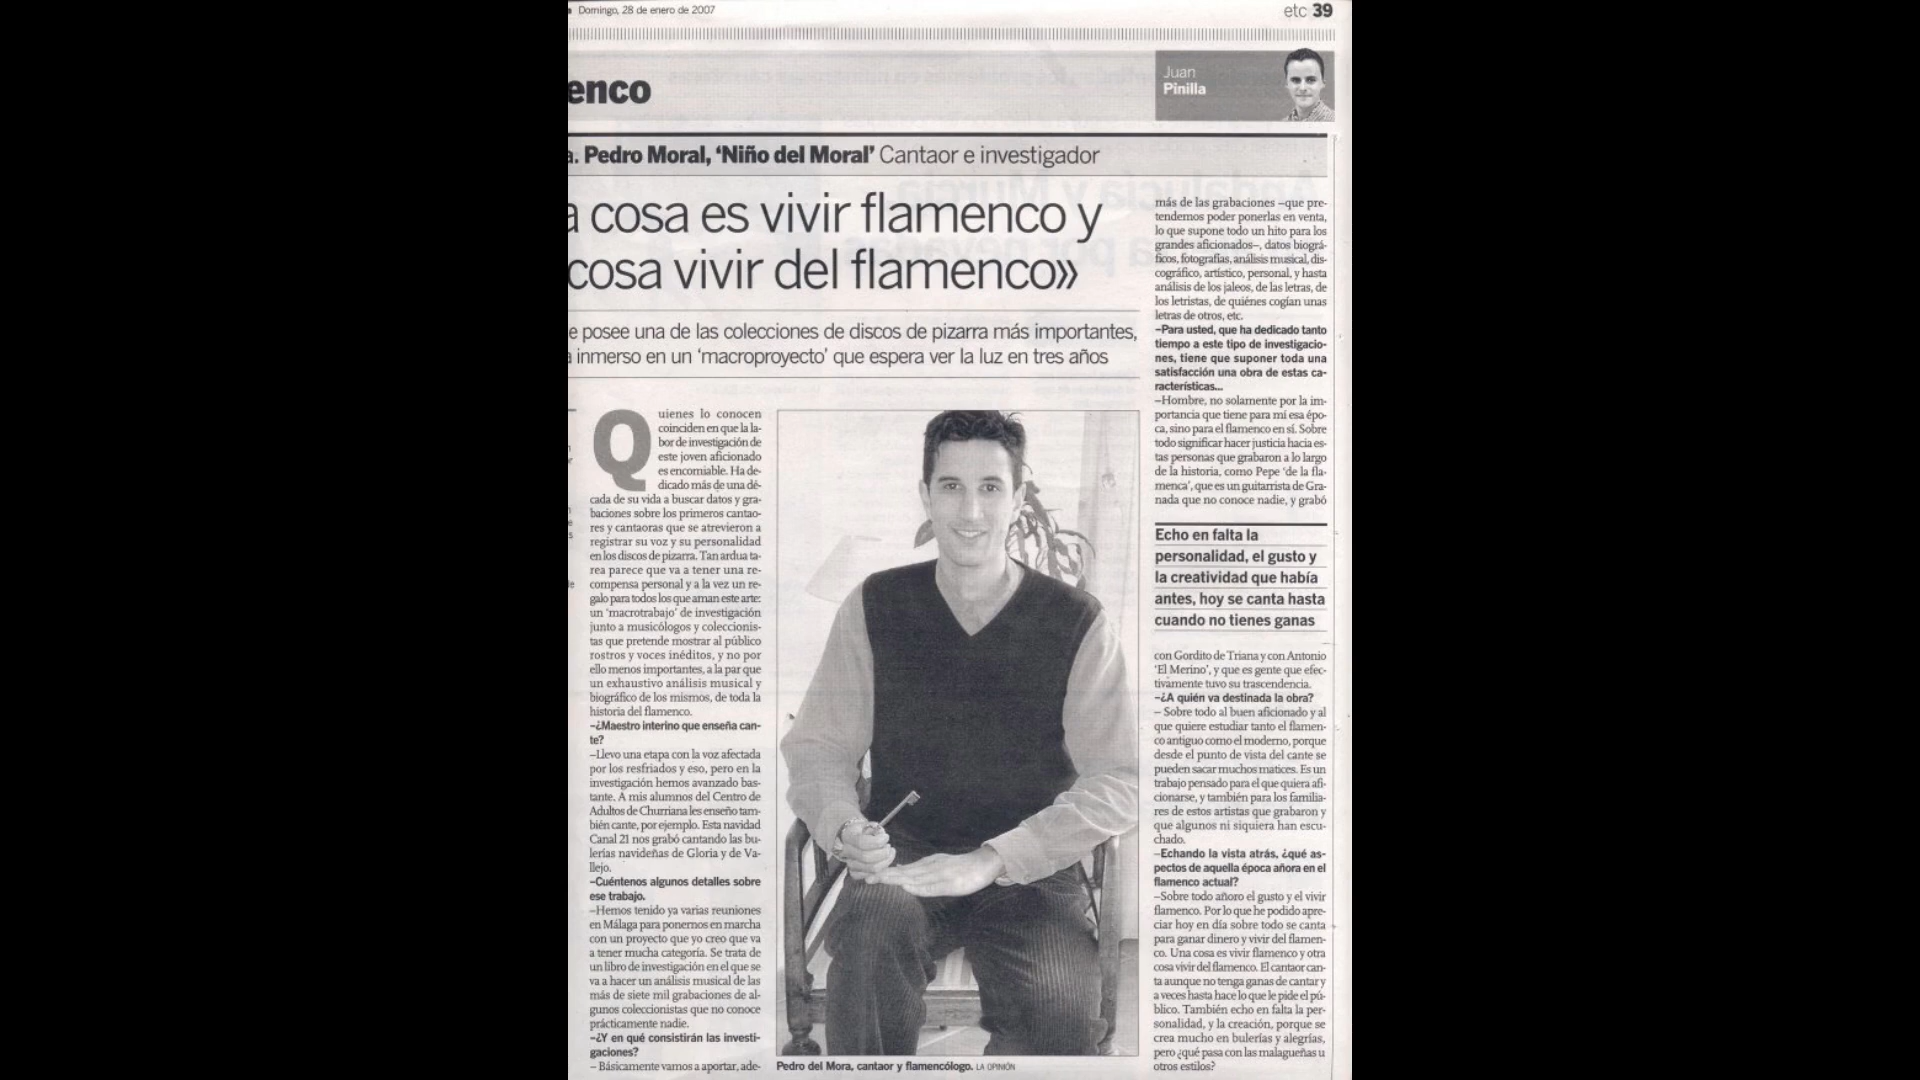 Domingo, 28 de enero de 2007
etc 39
enco
Juan
Pinilla
a. Pedro Moral, ‘Niño del Moral’ Cantaor e investigador
a cosa es vivir flamenco y
cosa vivir del flamenco»
e posee una de las colecciones de discos de pizarra más importantes,
a inmerso en un ‘macroproyecto’ que espera ver la luz en tres años
Quienes lo conocen
coinciden en que la la-
bor de investigación de
este joven aficionado
es encomiable. Ha de-
dicado más de una dé-
cada de su vida a buscar datos y gra-
baciones sobre los primeros cantao-
res y cantaoras que se atrevieron a
registrar su voz y su personalidad
en los discos de pizarra. Tan ardua ta-
rea parece que va a tener una re-
compensa personal y a la vez un re-
galo para todos los que aman este arte:
un ‘macrotrabajo’ de investigación
junto a musicólogos y coleccionis-
tas que pretende mostrar al público
rostros y voces inéditos, y no por
ello menos importantes, a la par que
un exhaustivo análisis musical y
biográfico de los mismos, de toda la
historia del flamenco.
–¿Maestro interino que enseña can-
te?
–Llevo una etapa con la voz afectada
por los resfriados y eso, pero en la
investigación hemos avanzado bas-
tante. A mis alumnos del Centro de
Adultos de Churriana les enseño tam-
bién cante, por ejemplo. Esta navidad
Canal 21 nos grabó cantando las bu-
lerías navideñas de Gloria y de Va-
llejo.
–Cuéntenos algunos detalles sobre
ese trabajo.
–Hemos tenido ya varias reuniones
en Málaga para ponernos en marcha
con un proyecto que yo creo que va
a tener mucha categoría. Se trata de
un libro de investigación en el que se
va a hacer un análisis musical de las
más de siete mil grabaciones de al-
gunos coleccionistas que no conoce
prácticamente nadie.
–¿Y en qué consistirán las investi-
gaciones?
– Básicamente vamos a aportar, ade-
Pedro del Mora, cantaor y flamencólogo. LA OPINIÓN
más de las grabaciones –que pre-
tendemos poder ponerlas en venta,
lo que supone todo un hito para los
grandes aficionados–, datos biográ-
ficos, fotografías, análisis musical, dis-
cográfico, artístico, personal, y hasta
análisis de los jaleos, de las letras, de
los letristas, de quiénes cogían unas
letras de otros, etc.
–Para usted, que ha dedicado tanto
tiempo a este tipo de investigacio-
nes, tiene que suponer toda una
satisfacción una obra de estas ca-
racterísticas...
–Hombre, no solamente por la im-
portancia que tiene para mí esa épo-
ca, sino para el flamenco en sí. Sobre
todo significar hacer justicia hacia es-
tas personas que grabaron a lo largo
de la historia, como Pepe ‘de la fla-
menca’, que es un guitarrista de Gra-
nada que no conoce nadie, y grabó
Echo en falta la
personalidad, el gusto y
la creatividad que había
antes, hoy se canta hasta
cuando no tienes ganas
con Gordito de Triana y con Antonio
‘El Merino’, y que es gente que efec-
tivamente tuvo su trascendencia.
–¿A quién va destinada la obra?
– Sobre todo al buen aficionado y al
que quiere estudiar tanto el flamen-
co antiguo como el moderno, porque
desde el punto de vista del cante se
pueden sacar muchos matices. Es un
trabajo pensado para el que quiera afi-
cionarse, y también para los familia-
res de estos artistas que grabaron y
que algunos ni siquiera han escu-
chado.
–Echando la vista atrás, ¿qué as-
pectos de aquella época añora en el
flamenco actual?
–Sobre todo añoro el gusto y el vivir
flamenco. Por lo que he podido apre-
ciar hoy en día sobre todo se canta
para ganar dinero y vivir del flamen-
co. Una cosa es vivir flamenco y otra
cosa vivir del flamenco. El cantaor can-
ta aunque no tenga ganas de cantar y
a veces hasta hace lo que le pide el pú-
blico. También echo en falta la per-
sonalidad, y la creación, porque se
crea mucho en bulerías y alegrías,
pero ¿qué pasa con las malagueñas u
otros estilos?